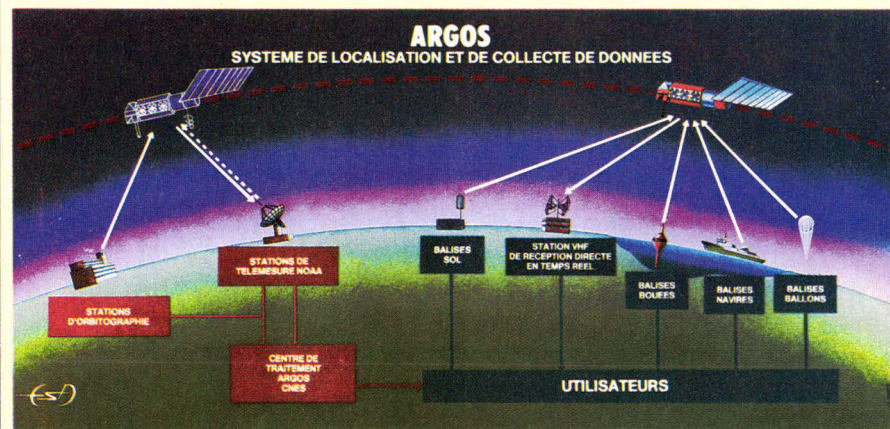 ARGOS
SYSTEME DE LOCALISATION ET DE COLLECTE DE DONNEES
BALISES
SOL
STATION VHF
DE RECEPTION DIRECTE
EN TEMPS REEL
STATIONS DE
TELEMESURE NOAA
BALISES
BOUEES
BALISES
NAVIRES
BALISES
BALLONS
STATIONS
D'ORBITOGRAPHIE
CENTRE DE
TRAITEMENT
ARGOS
CNES
UTILISATEURS
esa